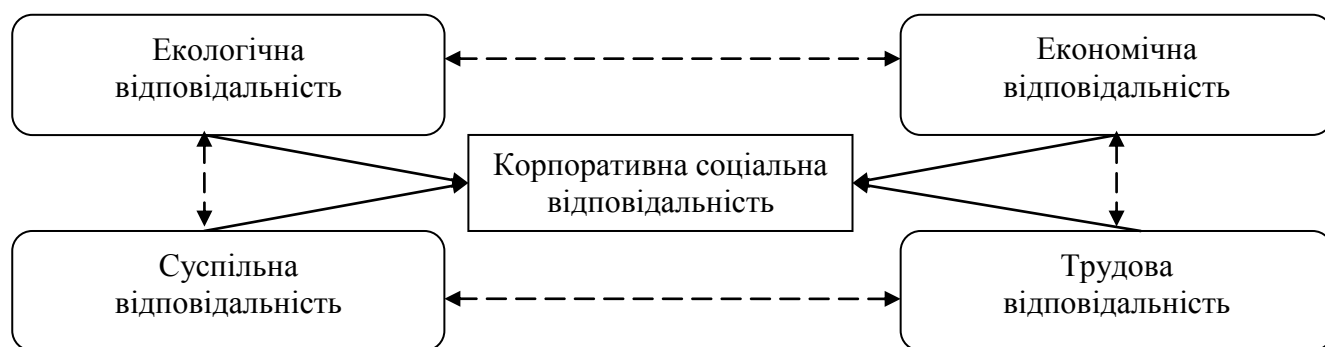 Екологічна
відповідальність
Економічна
відповідальність
Корпоративна соціальна
відповідальність
Суспільна
відповідальність
Трудова
відповідальність